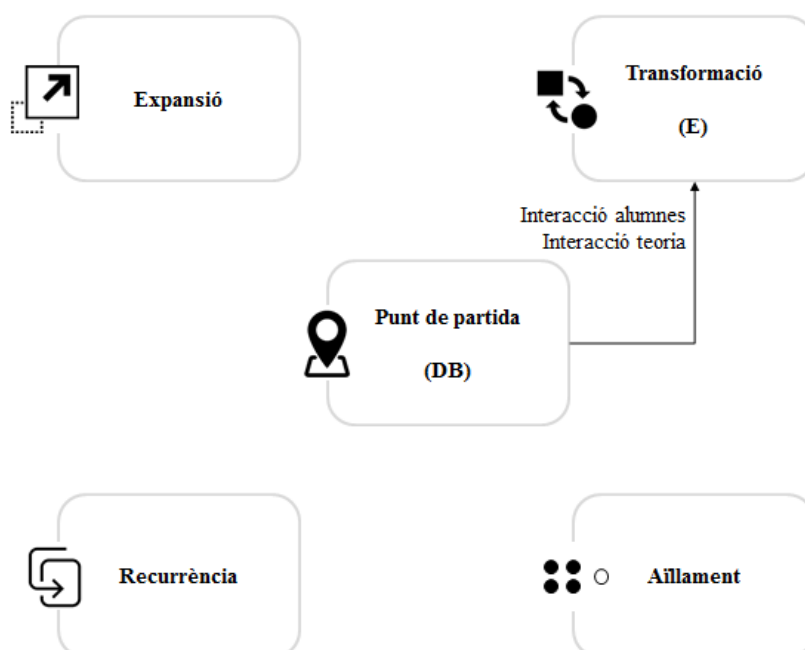 Expansió
Transformació
(E)
Interacció alumnes
Interacció teoria
Punt de partida
(DB)
Recurrència
Aïllament